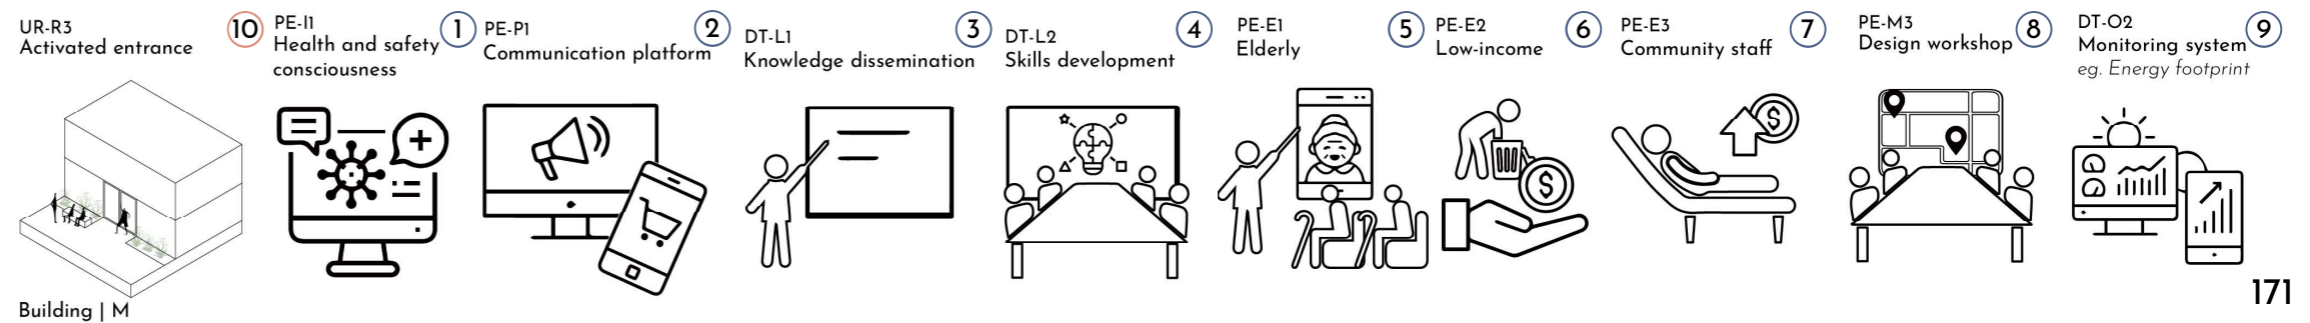 UR-R3
Activated entrance
10
PE-I1
Health and safety
consciousness
1
PE-P1
Communication platform
2
DT-L1
Knowledge dissemination
3
DT-L2
Skills development
4
PE-E1
Elderly
5
PE-E2
Low-income
6
PE-E3
Community staff
7
PE-M3
Design workshop
8
DT-O2
Monitoring system
eg. Energy footprint
9
$
$
Building | M
171